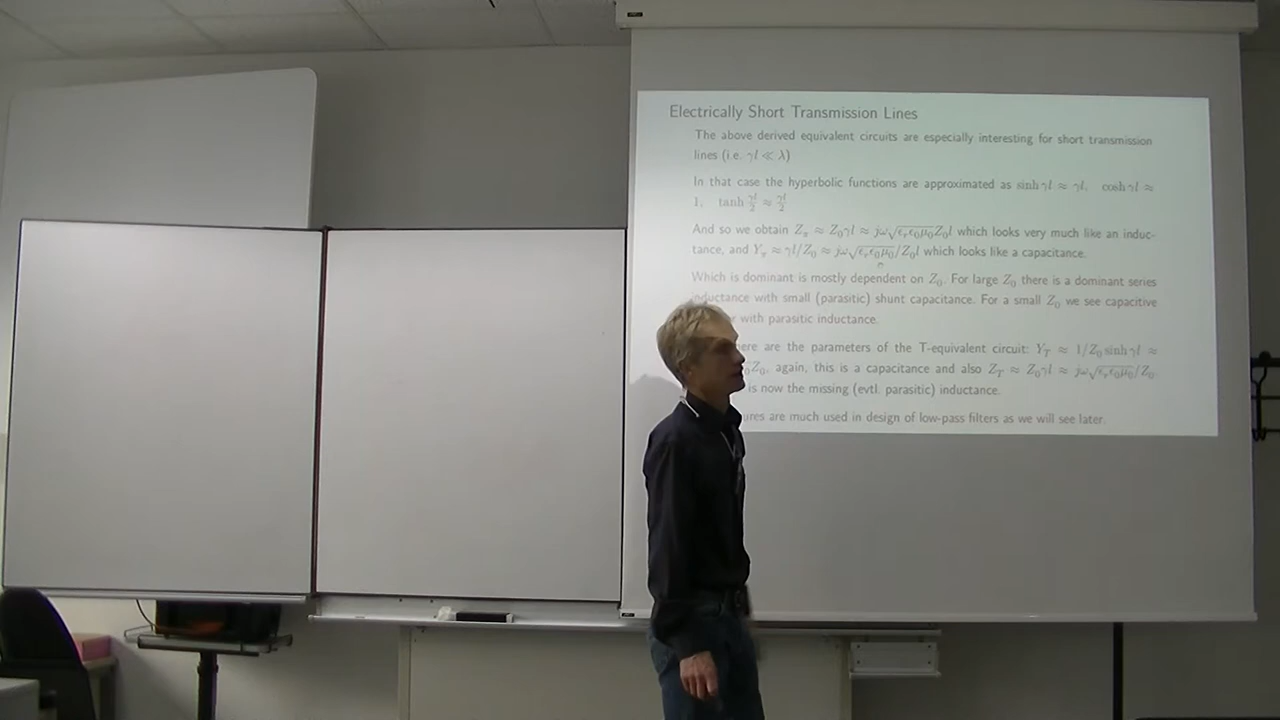 Electrically Short Transmission Lines
The above derived equivalent circuits are especially interesting for short transmission
lines (i.e. γl ≪ λ)
In that case the hyperbolic functions are approximated as sinh γl ≈ γl, cosh γl ≈
1, tanh γl/2 ≈ γl/2
And so we obtain Zπ ≈ Z₀γl ≈ jω√(εrε₀μ₀)Z₀l which looks very much like an induc-
tance, and Yπ ≈ γl/Z₀ ≈ jω√(εrε₀μ₀)/Z₀l which looks like a capacitance.
Which is dominant is mostly dependent on Z₀. For large Z₀ there is a dominant series
inductance with small (parasitic) shunt capacitance. For a small Z₀ we see capacitive
with parasitic inductance.
ere are the parameters of the T-equivalent circuit: YT ≈ 1/Z₀ sinh γl ≈
Z₀, again, this is a capacitance and also ZT ≈ Z₀γl ≈ jω√(εrε₀μ₀)/Z₀
is now the missing (evtl. parasitic) inductance.
ures are much used in design of low-pass filters as we will see later.